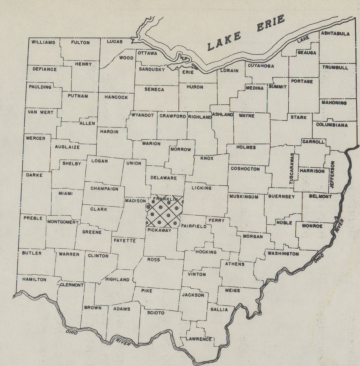 LAKE ERIE
WILLIAMS
FULTON
LUCAS
OTTAWA
LAKE
ASHTABULA
DEFIANCE
HENRY
WOOD
SANDUSKY
ERIE
LORAIN
CUYAHOGA
GEAUGA
TRUMBULL
PAULDING
PUTNAM
HANCOCK
SENECA
HURON
MEDINA
SUMMIT
PORTAGE
MAHONING
VAN WERT
ALLEN
WYANDOT
CRAWFORD
RICHLAND
ASHLAND
WAYNE
STARK
COLUMBIANA
MERCER
AUGLAIZE
HARDIN
MARION
MORROW
HOLMES
CARROLL
SHELBY
LOGAN
UNION
KNOX
COSHOCTON
TUSCARAWAS
HARRISON
JEFFERSON
DARKE
MIAMI
CHAMPAIGN
DELAWARE
LICKING
MUSKINGUM
GUERNSEY
BELMONT
CLARK
MADISON
FRANKLIN
PREBLE
MONTGOMERY
GREENE
FAYETTE
PICKAWAY
FAIRFIELD
PERRY
MORGAN
NOBLE
MONROE
BUTLER
WARREN
CLINTON
ROSS
HOCKING
ATHENS
WASHINGTON
HAMILTON
CLERMONT
HIGHLAND
PIKE
VINTON
MEIGS
BROWN
ADAMS
SCIOTO
JACKSON
GALLIA
LAWRENCE
OHIO
RIVER
RIVER